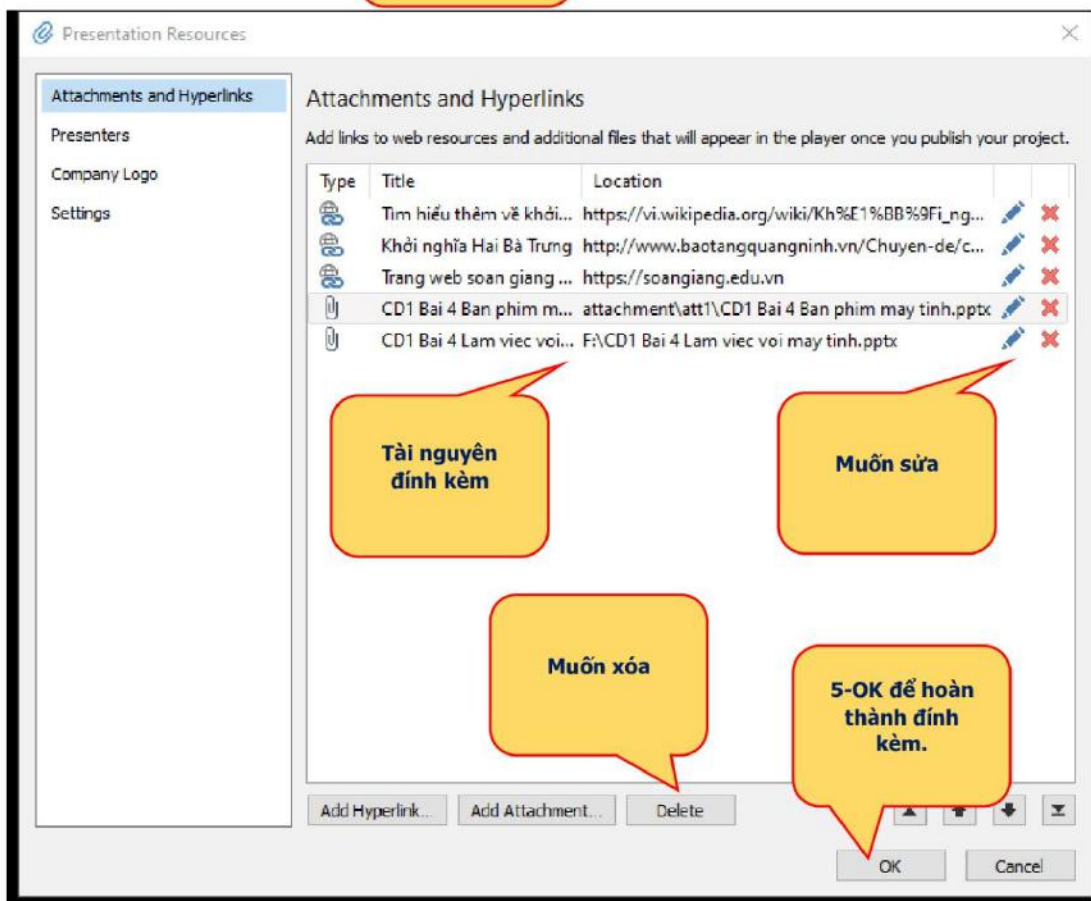 Presentation Resources
Attachments and Hyperlinks
Presenters
Company Logo
Settings
Attachments and Hyperlinks
Add links to web resources and additional files that will appear in the player once you publish your project.
Type Title Location
Tìm hiểu thêm về khởi... https://vi.wikipedia.org/wiki/Kh%E1%BB%9Fi_ng...
Khởi nghĩa Hai Bà Trưng http://www.baotangquangninh.vn/Chuyen-de/c...
Trang web soan giang ... https://soangiang.edu.vn
CD1 Bai 4 Ban phim m... attachment\att1\CD1 Bai 4 Ban phim may tinh.pptx
CD1 Bai 4 Lam viec voi... F:\CD1 Bai 4 Lam viec voi may tinh.pptx
Tài nguyên
đính kèm
Muốn sửa
Muốn xóa
5-OK để hoàn
thành đính
kèm.
Add Hyperlink... Add Attachment... Delete
OK Cancel